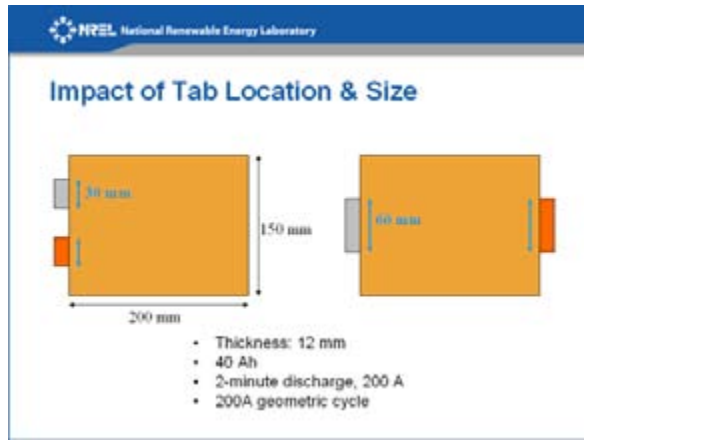 NREL National Renewable Energy Laboratory
Impact of Tab Location & Size
30 mm
60 mm
150 mm
200 mm
• Thickness: 12 mm
• 40 Ah
• 2-minute discharge, 200 A
• 200A geometric cycle